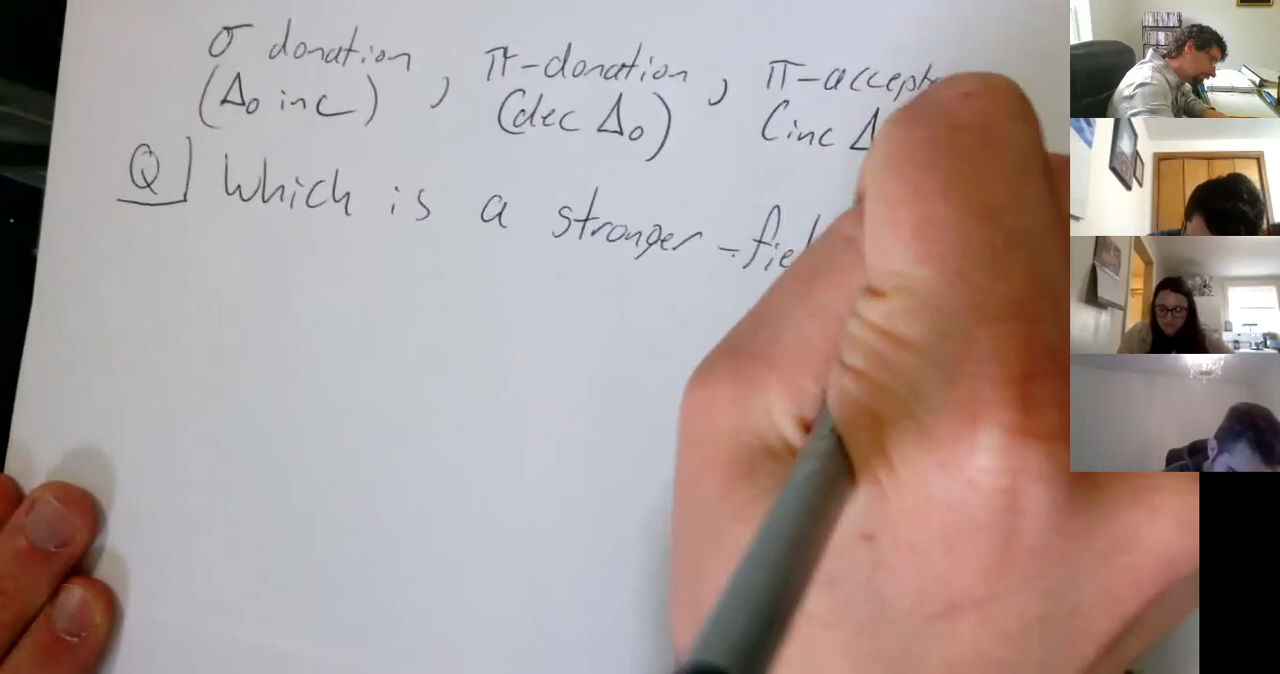 σ donation , π-donation , π-accept
(Δo inc) (dec Δo) (inc Δ
Q] Which is a stronger-fiel